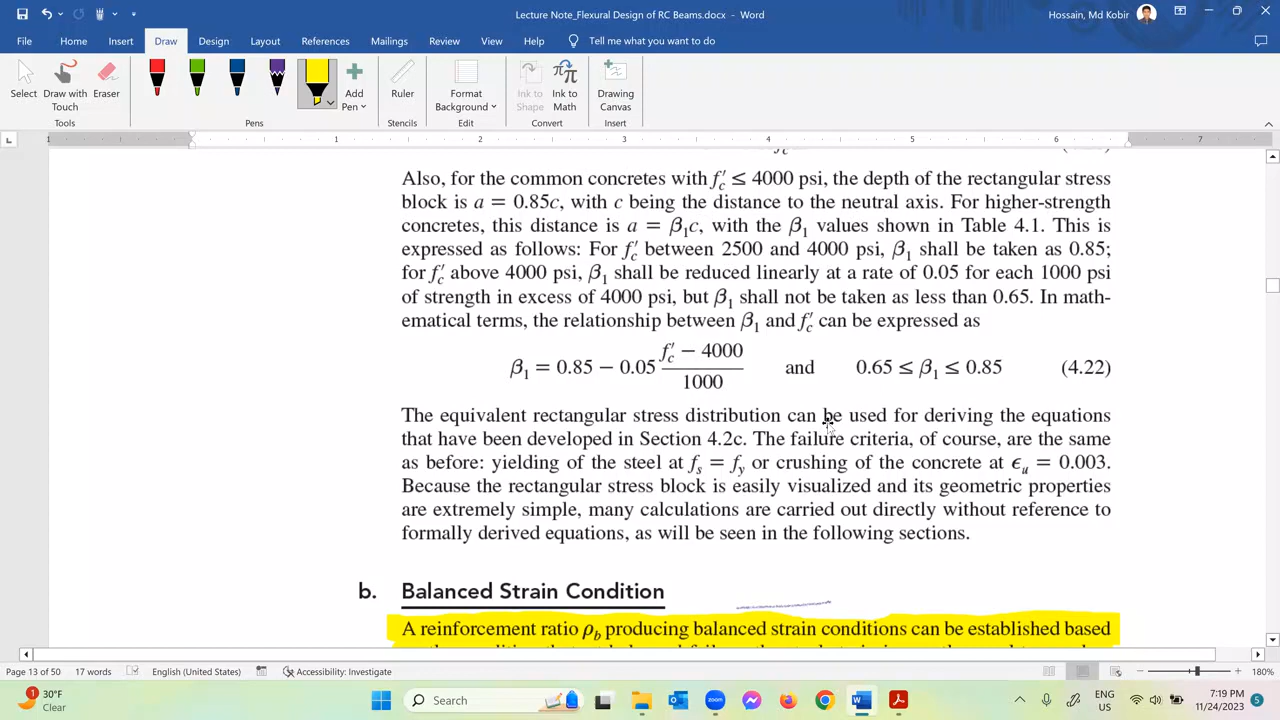 Lecture Note_Flexural Design of RC Beams.docx - Word
Hossain, Md Kobir
File Home Insert Draw Design Layout References Mailings Review View Help Tell me what you want to do
Select
Draw with Touch
Eraser
Add Pen
Ruler
Format Background
Ink to Shape
Ink to Math
Drawing Canvas
Tools Pens Stencils Edit Convert Insert
1 1 2 3 4 5 6 7
Also, for the common concretes with f′c ≤ 4000 psi, the depth of the rectangular stress
block is a = 0.85c, with c being the distance to the neutral axis. For higher-strength
concretes, this distance is a = β1c, with the β1 values shown in Table 4.1. This is
expressed as follows: For f′c between 2500 and 4000 psi, β1 shall be taken as 0.85;
for f′c above 4000 psi, β1 shall be reduced linearly at a rate of 0.05 for each 1000 psi
of strength in excess of 4000 psi, but β1 shall not be taken as less than 0.65. In math-
ematical terms, the relationship between β1 and f′c can be expressed as
β1 = 0.85 − 0.05 (f′c − 4000)/1000 and 0.65 ≤ β1 ≤ 0.85 (4.22)
The equivalent rectangular stress distribution can be used for deriving the equations
that have been developed in Section 4.2c. The failure criteria, of course, are the same
as before: yielding of the steel at fs = fy or crushing of the concrete at ϵu = 0.003.
Because the rectangular stress block is easily visualized and its geometric properties
are extremely simple, many calculations are carried out directly without reference to
formally derived equations, as will be seen in the following sections.
b. Balanced Strain Condition
A reinforcement ratio ρb producing balanced strain conditions can be established based
Page 13 of 50 17 words English (United States) Accessibility: Investigate 180%
30°F
Clear
Search
ENG
US
7:19 PM
11/24/2023
1
5